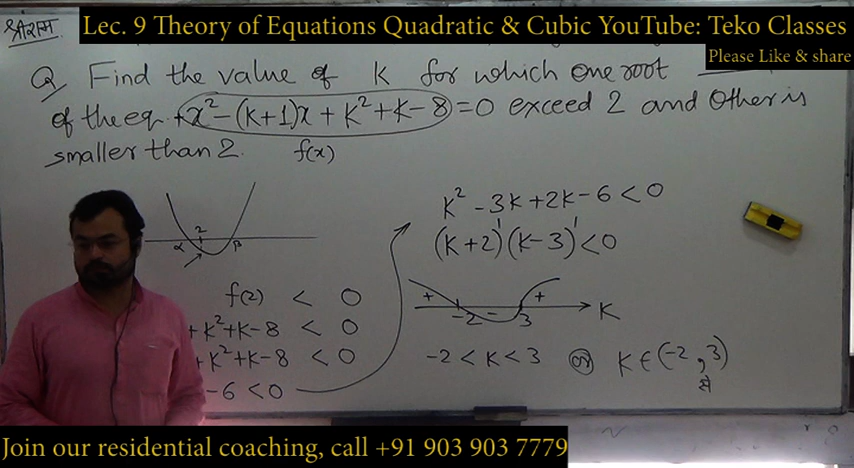 श्रीराम
Lec. 9 Theory of Equations Quadratic & Cubic YouTube: Teko Classes
Please Like & share
Q Find the value of K for which one root
of the eqⁿ. +x² - (k+1)x + k² + k - 8 = 0 exceed 2 and Other is
smaller than 2. f(x)
2
α β
f(2) < 0
+ k² + k - 8 < 0
+ k² + k - 8 < 0
- 6 < 0
k² - 3k + 2k - 6 < 0
(k+2)¹ (k-3)¹ < 0
+ - +
-2 3 K
-2 < k < 3 or K ∈ (-2, 3)
से
Join our residential coaching, call +91 903 903 7779